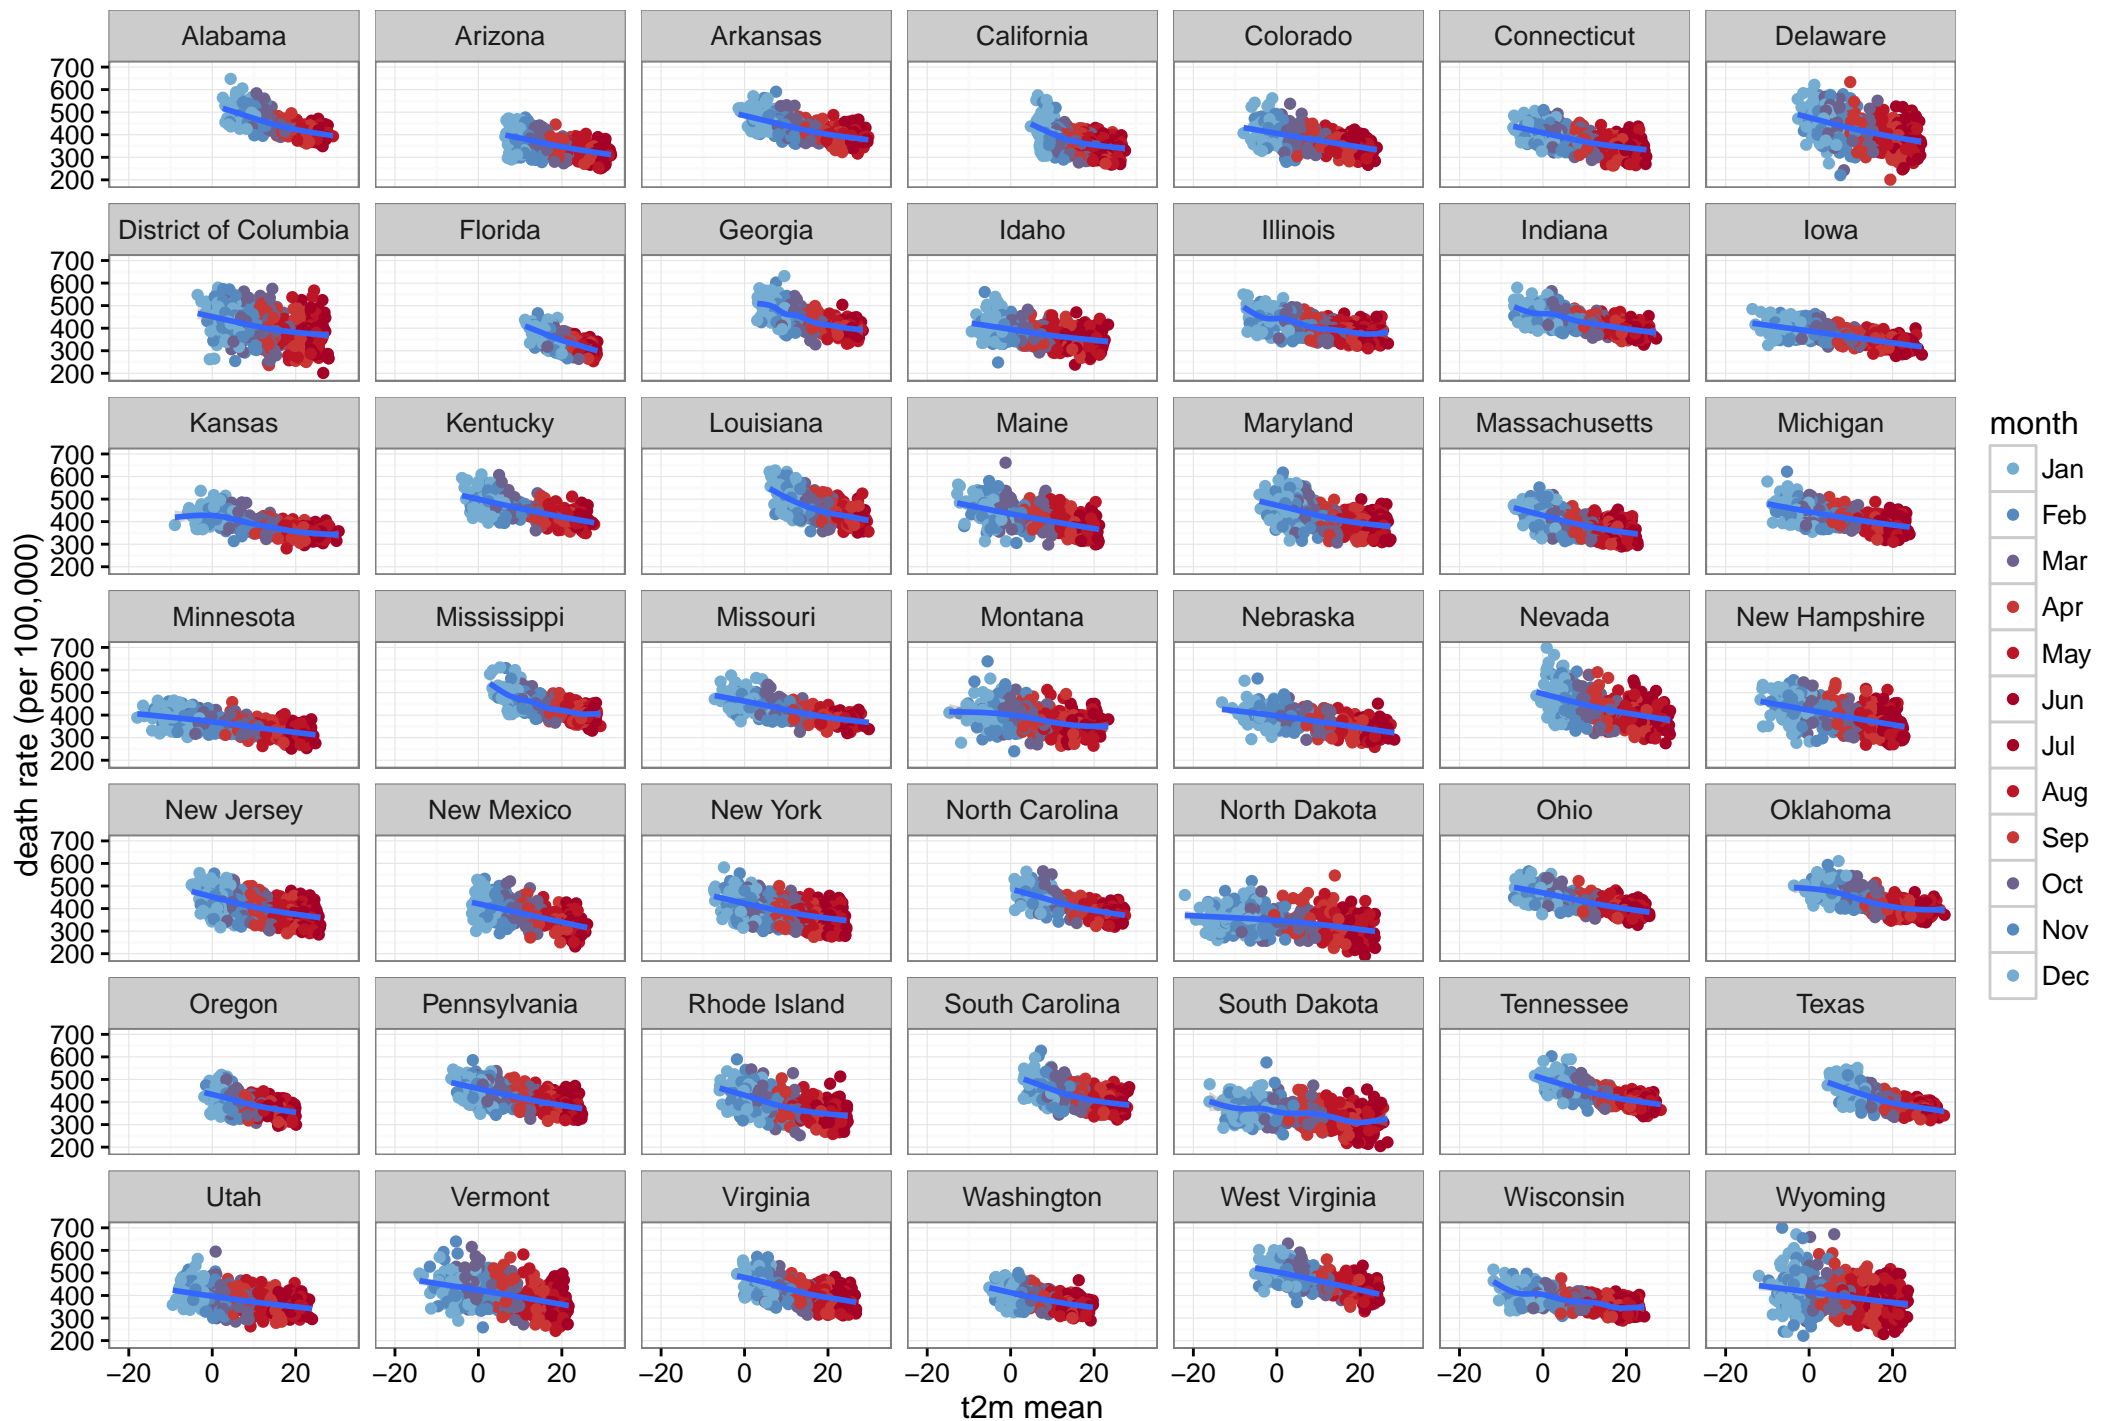 Alabama Arizona Arkansas California Colorado Connecticut Delaware
700
600
500
400
300
200
District of Columbia Florida Georgia Idaho Illinois Indiana Iowa
700
600
500
400
300
200
Kansas Kentucky Louisiana Maine Maryland Massachusetts Michigan
700
600
500
400
300
200
Minnesota Mississippi Missouri Montana Nebraska Nevada New Hampshire
700
600
500
400
300
200
New Jersey New Mexico New York North Carolina North Dakota Ohio Oklahoma
700
600
500
400
300
200
Oregon Pennsylvania Rhode Island South Carolina South Dakota Tennessee Texas
700
600
500
400
300
200
Utah Vermont Virginia Washington West Virginia Wisconsin Wyoming
700
600
500
400
300
200
−20 0 20 −20 0 20 −20 0 20 −20 0 20 −20 0 20 −20 0 20 −20 0 20
t2m mean
death rate (per 100,000)
month
Jan
Feb
Mar
Apr
May
Jun
Jul
Aug
Sep
Oct
Nov
Dec